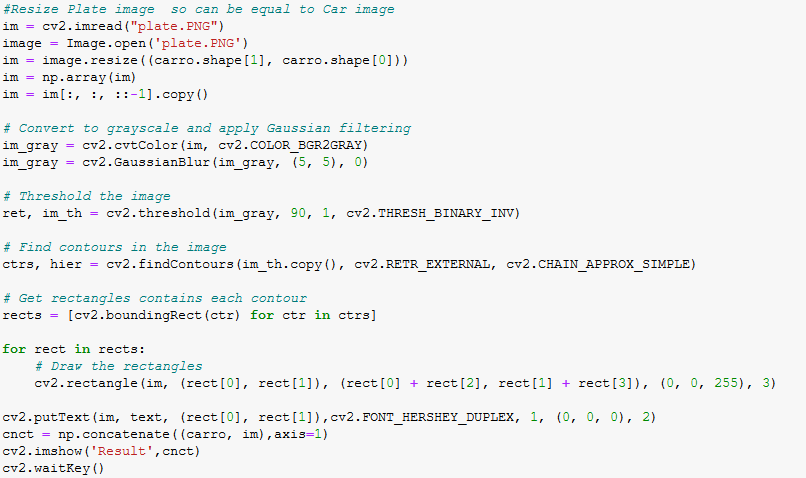 #Resize Plate image  so can be equal to Car image
im = cv2.imread("plate.PNG")
image = Image.open('plate.PNG')
im = image.resize((carro.shape[1], carro.shape[0]))
im = np.array(im)
im = im[:, :, ::-1].copy()
# Convert to grayscale and apply Gaussian filtering
im_gray = cv2.cvtColor(im, cv2.COLOR_BGR2GRAY)
im_gray = cv2.GaussianBlur(im_gray, (5, 5), 0)
# Threshold the image
ret, im_th = cv2.threshold(im_gray, 90, 1, cv2.THRESH_BINARY_INV)
# Find contours in the image
ctrs, hier = cv2.findContours(im_th.copy(), cv2.RETR_EXTERNAL, cv2.CHAIN_APPROX_SIMPLE)
# Get rectangles contains each contour
rects = [cv2.boundingRect(ctr) for ctr in ctrs]
for rect in rects:
    # Draw the rectangles
    cv2.rectangle(im, (rect[0], rect[1]), (rect[0] + rect[2], rect[1] + rect[3]), (0, 0, 255), 3)
cv2.putText(im, text, (rect[0], rect[1]),cv2.FONT_HERSHEY_DUPLEX, 1, (0, 0, 0), 2)
cnct = np.concatenate((carro, im),axis=1)
cv2.imshow('Result',cnct)
cv2.waitKey()